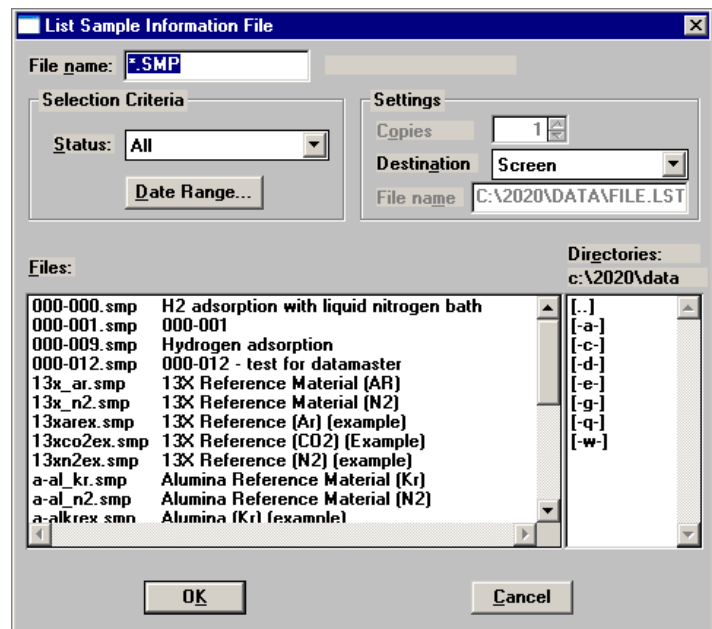 List Sample Information File
File name: *.SMP
Selection Criteria
Status: All
Date Range...
Settings
Copies 1
Destination Screen
File name C:\2020\DATA\FILE.LST
Files:
Directories:
c:\2020\data
000-000.smp H2 adsorption with liquid nitrogen bath
000-001.smp 000-001
000-009.smp Hydrogen adsorption
000-012.smp 000-012 - test for datamaster
13x_ar.smp 13X Reference Material (AR)
13x_n2.smp 13X Reference Material (N2)
13xarex.smp 13X Reference (Ar) (example)
13xco2ex.smp 13X Reference (CO2) (Example)
13xn2ex.smp 13X Reference (N2) (example)
a-al_kr.smp Alumina Reference Material (Kr)
a-al_n2.smp Alumina Reference Material (N2)
a-alkrex.smp Alumina (Kr) (example)
[..]
[-a-]
[-c-]
[-d-]
[-e-]
[-g-]
[-q-]
[-w-]
OK
Cancel